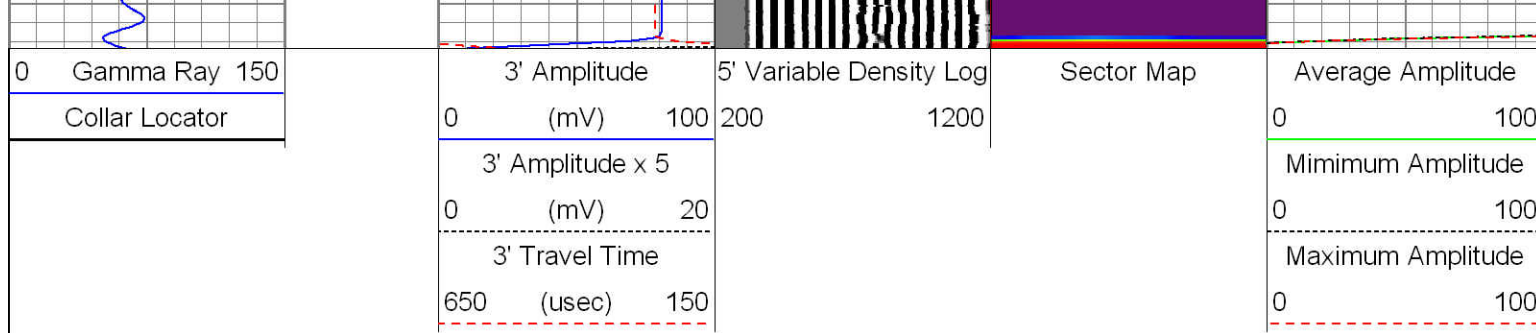 0 Gamma Ray 150
Collar Locator
3' Amplitude
0 (mV) 100
3' Amplitude x 5
0 (mV) 20
3' Travel Time
650 (usec) 150
5' Variable Density Log
200 1200
Sector Map
Average Amplitude
0 100
Mimimum Amplitude
0 100
Maximum Amplitude
0 100